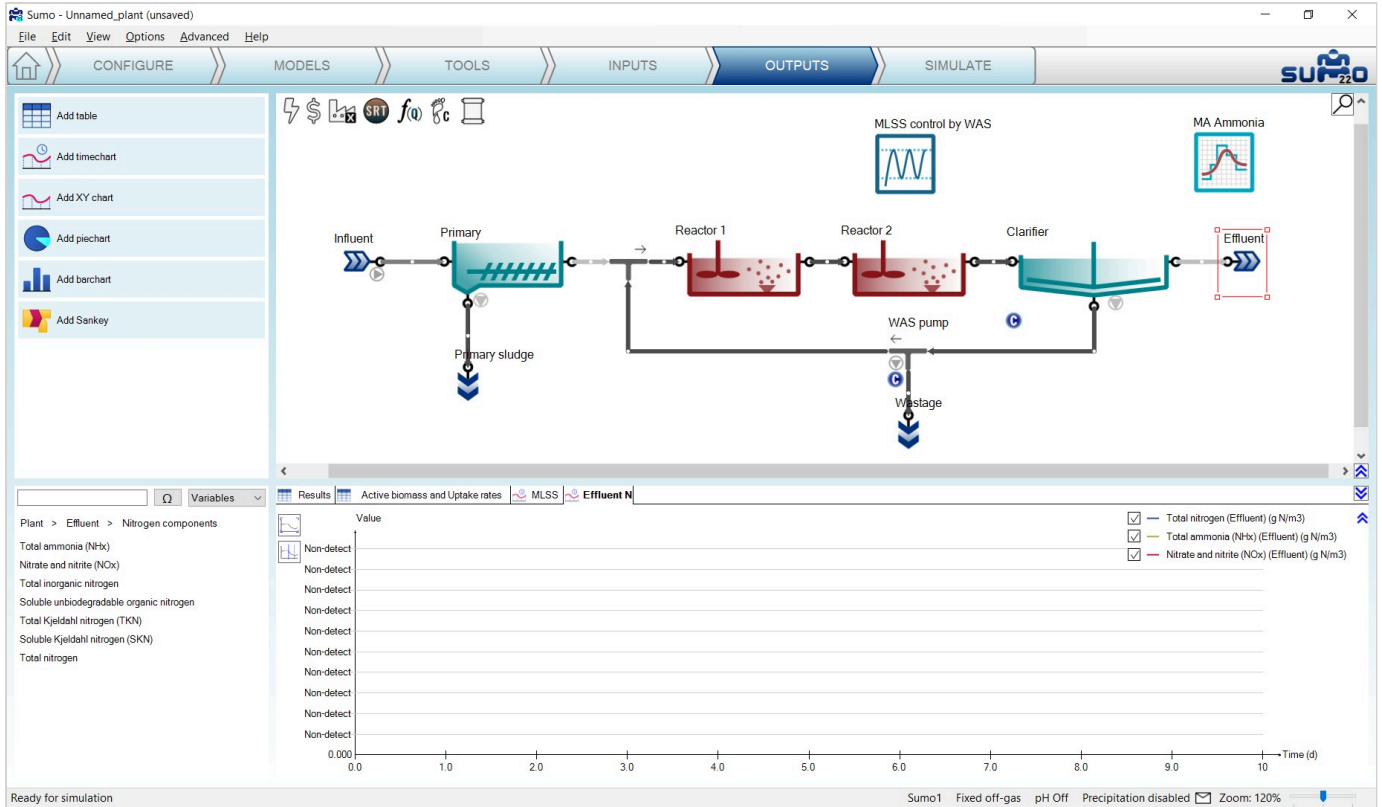 Sumo - Unnamed_plant (unsaved)
File Edit View Options Advanced Help
CONFIGURE MODELS TOOLS INPUTS OUTPUTS SIMULATE
SUMO 22
Add table
Add timechart
Add XY chart
Add piechart
Add barchart
Add Sankey
$ SRT f(Q) C
MLSS control by WAS
MA Ammonia
Influent
Primary
Reactor 1
Reactor 2
Clarifier
Effluent
WAS pump
C
Primary sludge
C
Wastage
Ω Variables
Plant > Effluent > Nitrogen components
Total ammonia (NHx)
Nitrate and nitrite (NOx)
Total inorganic nitrogen
Soluble unbiodegradable organic nitrogen
Total Kjeldahl nitrogen (TKN)
Soluble Kjeldahl nitrogen (SKN)
Total nitrogen
Results Active biomass and Uptake rates MLSS Effluent N
Value
Total nitrogen (Effluent) (g N/m3)
Total ammonia (NHx) (Effluent) (g N/m3)
Nitrate and nitrite (NOx) (Effluent) (g N/m3)
Non-detect
Non-detect
Non-detect
Non-detect
Non-detect
Non-detect
Non-detect
Non-detect
Non-detect
Non-detect
0.000
Time (d)
0.0 1.0 2.0 3.0 4.0 5.0 6.0 7.0 8.0 9.0 10
Ready for simulation
Sumo1 Fixed off-gas pH Off Precipitation disabled Zoom: 120%